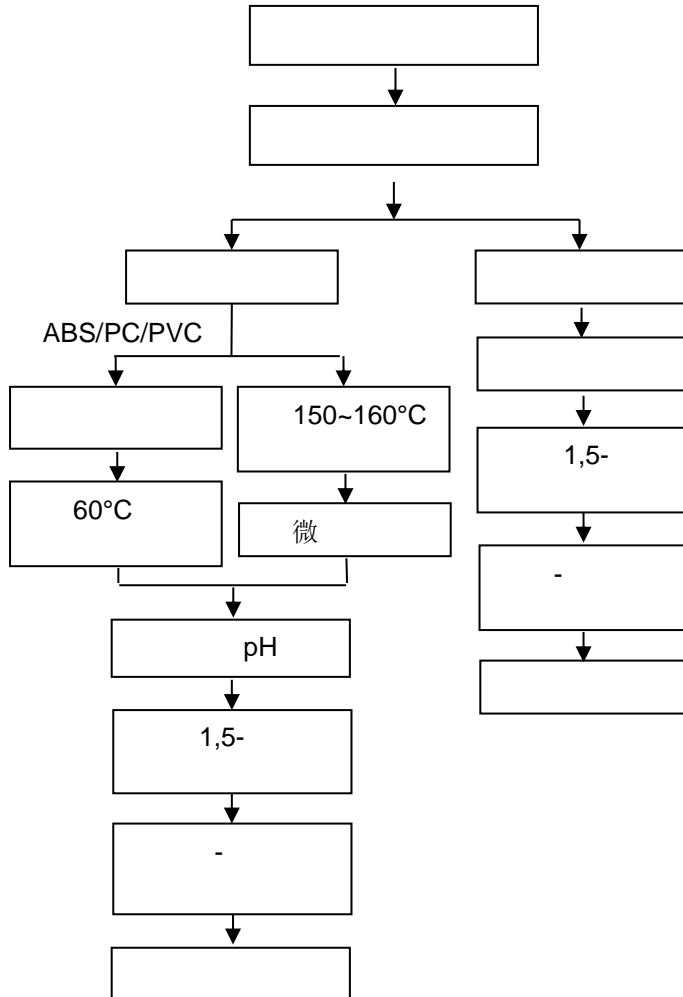 ABS/PC/PVC
150~160°C
1,5-
60°C
微
-
pH
1,5-
-